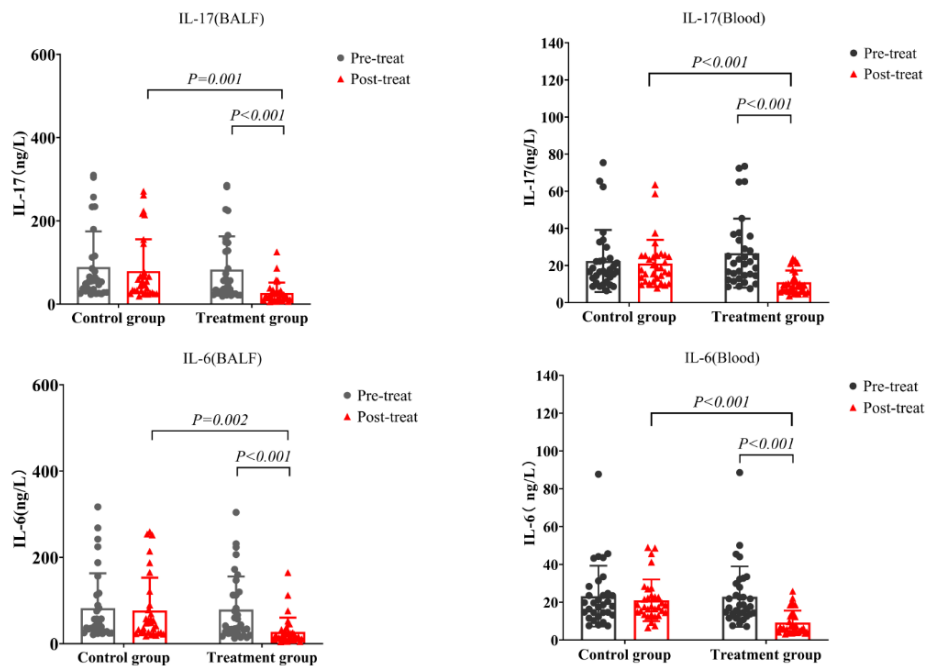 IL-17(BALF)
600
400
200
0
IL-17(ng/L)
Pre-treat
Post-treat
P=0.001
P<0.001
Control group
Treatment group
IL-17(Blood)
140
120
100
80
60
40
20
0
IL-17(ng/L)
Pre-treat
Post-treat
P<0.001
P<0.001
Control group
Treatment group
IL-6(BALF)
600
400
200
0
IL-6(ng/L)
Pre-treat
Post-treat
P=0.002
P<0.001
Control group
Treatment group
IL-6(Blood)
140
120
100
80
60
40
20
0
IL-6 ( ng/L)
Pre-treat
Post-treat
P<0.001
P<0.001
Control group
Treatment group